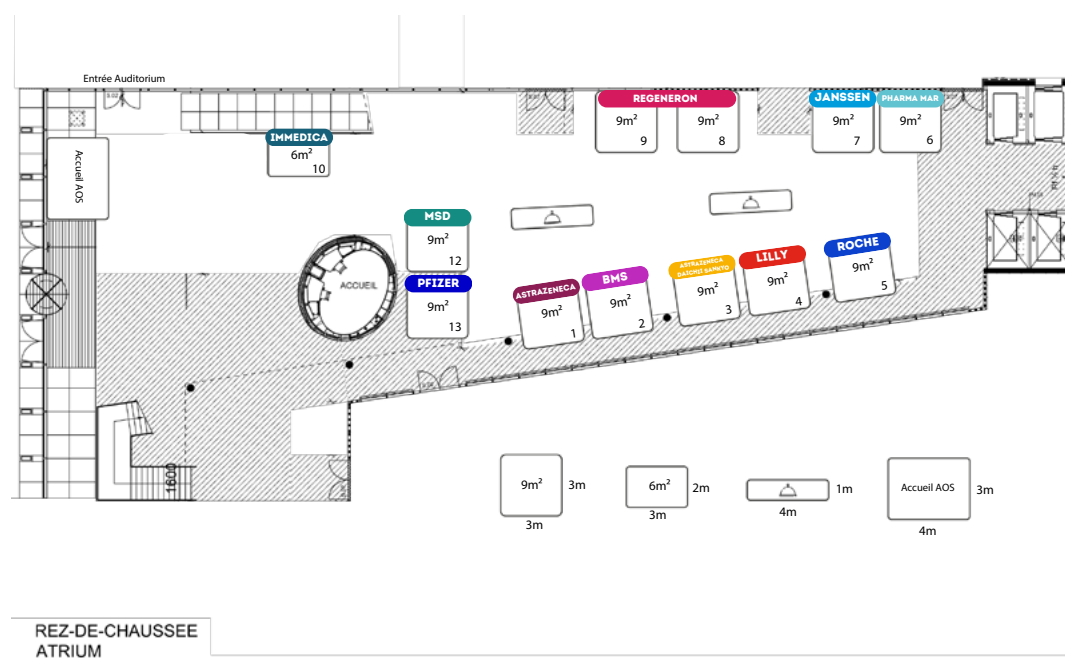 Entrée Auditorium
REGENERON
9m²
9
9m²
8
JANSSEN
9m²
7
PHARMA MAR
9m²
6
IMMEDICA
6m²
10
Accueil AOS
MSD
9m²
12
PFIZER
9m²
13
ACCUEIL
ASTRAZENECA
9m²
1
BMS
9m²
2
ASTRAZENECA
DAIICHI SANKYO
9m²
3
LILLY
9m²
4
ROCHE
9m²
5
1600
9m²
3m
3m
6m²
2m
3m
1m
4m
Accueil AOS
3m
4m
REZ-DE-CHAUSSEE
ATRIUM